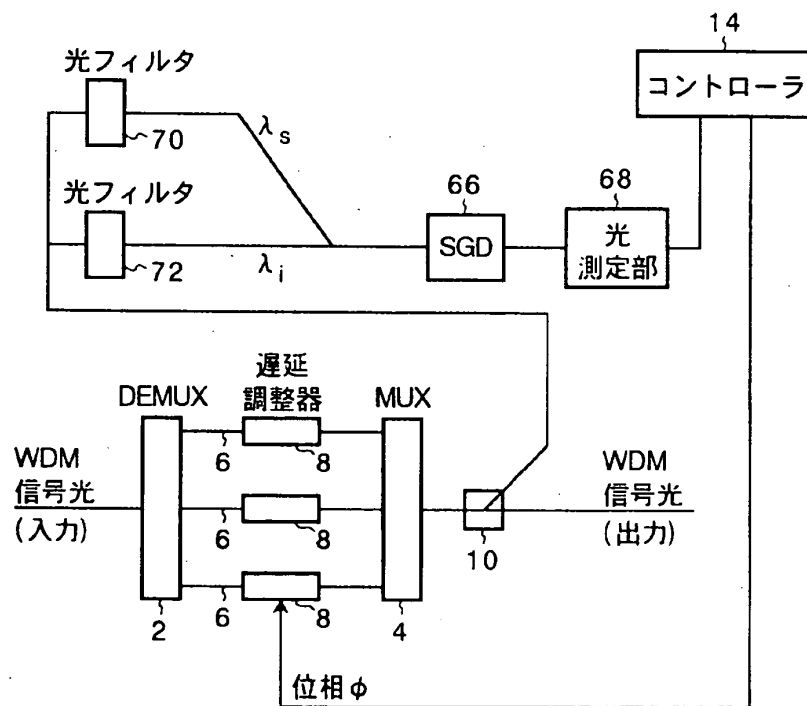 14
コントローラ
光フィルタ
70
λs
光フィルタ
72
λi
66
SGD
68
光
測定部
DEMUX
遅延
調整器
MUX
WDM
信号光
(入力)
6
8
6
8
6
8
2
4
10
WDM
信号光
(出力)
位相φ